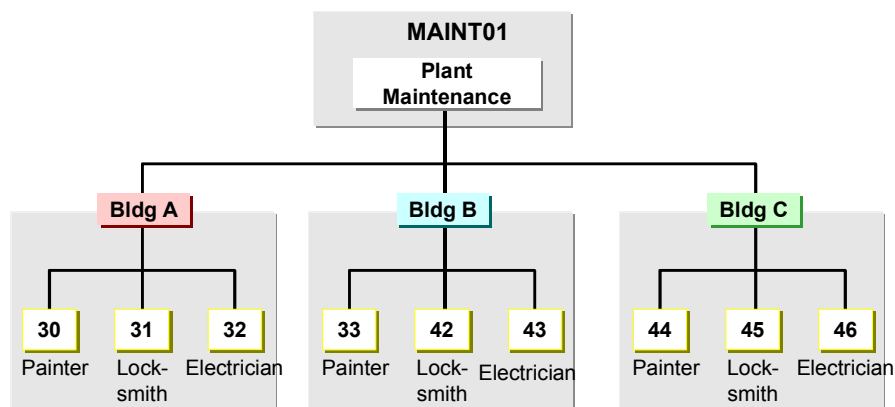 MAINT01
Plant
Maintenance
Bldg A
Bldg B
Bldg C
30
31
32
33
42
43
44
45
46
Painter
Lock-
smith
Electrician
Painter
Lock-
smith
Electrician
Painter
Lock-
smith
Electrician